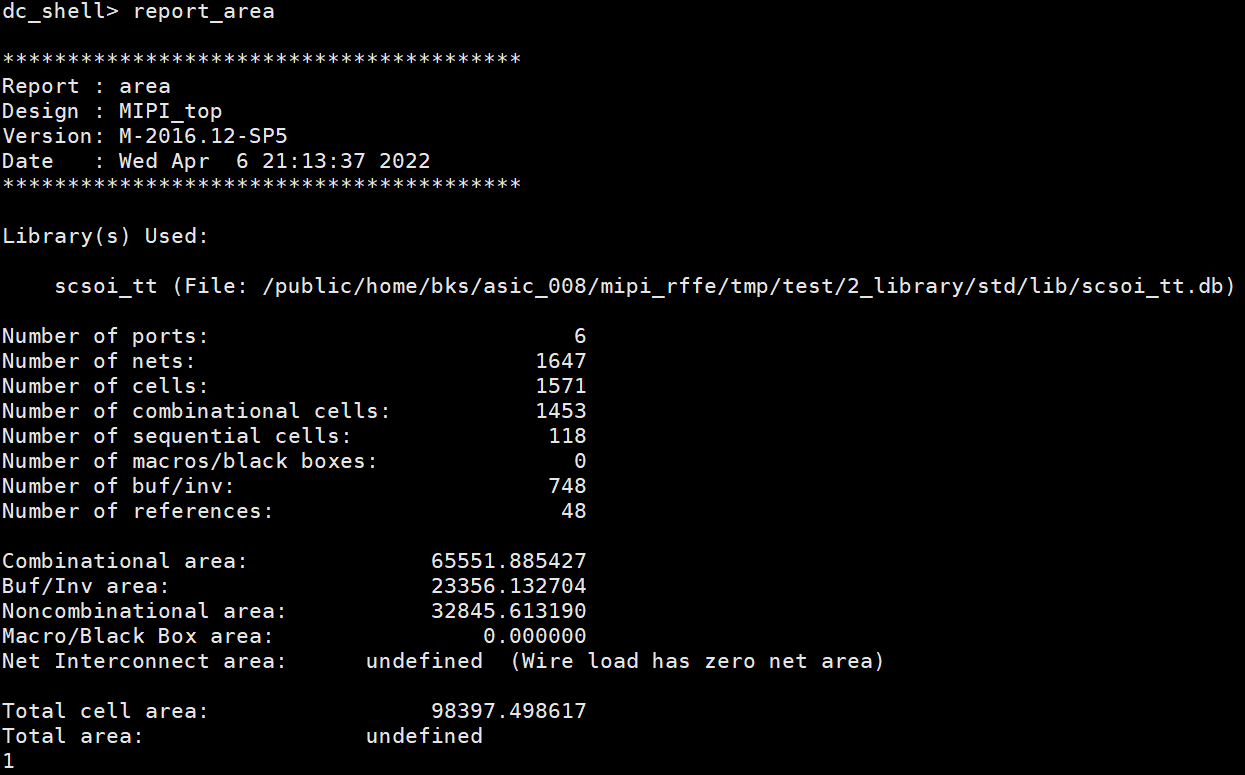 dc_shell> report_area
****************************************
Report : area
Design : MIPI_top
Version: M-2016.12-SP5
Date   : Wed Apr  6 21:13:37 2022
****************************************
Library(s) Used:
    scsoi_tt (File: /public/home/bks/asic_008/mipi_rffe/tmp/test/2_library/std/lib/scsoi_tt.db)
Number of ports:                            6
Number of nets:                          1647
Number of cells:                         1571
Number of combinational cells:           1453
Number of sequential cells:               118
Number of macros/black boxes:               0
Number of buf/inv:                        748
Number of references:                      48
Combinational area:              65551.885427
Buf/Inv area:                    23356.132704
Noncombinational area:           32845.613190
Macro/Black Box area:                0.000000
Net Interconnect area:      undefined  (Wire load has zero net area)
Total cell area:                 98397.498617
Total area:                 undefined
1